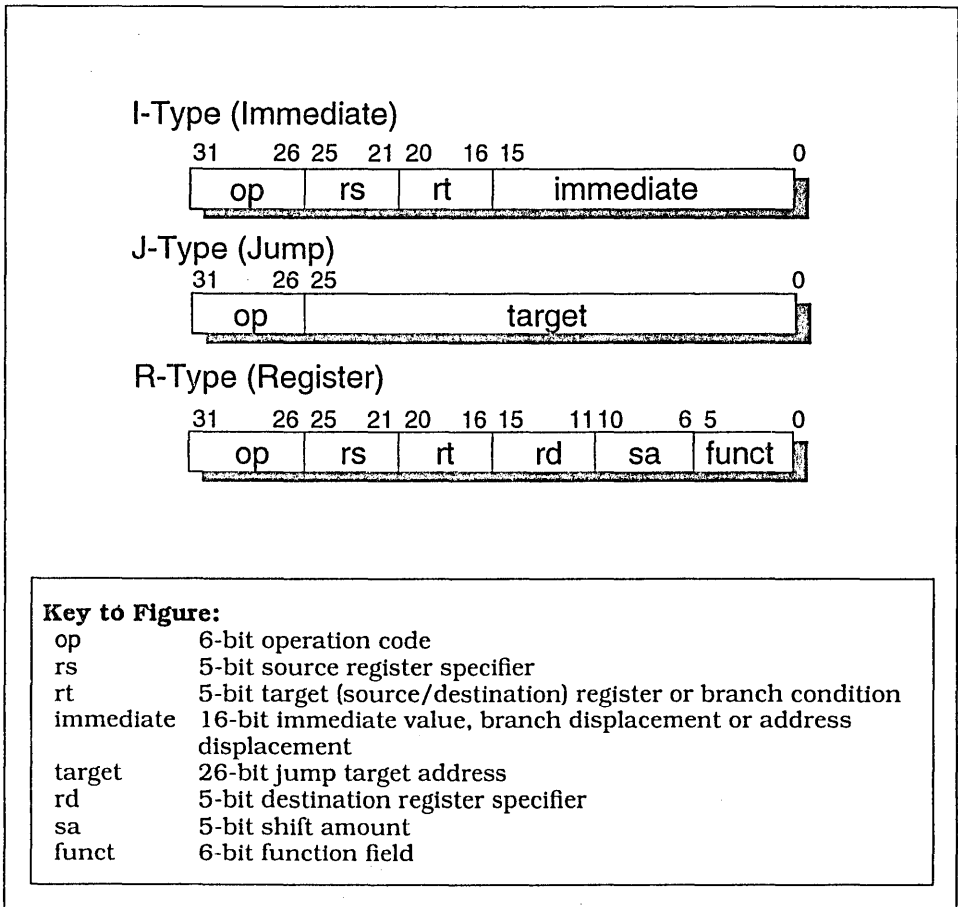 I-Type (Immediate)
31 26 25 21 20 16 15 0
op rs rt immediate
J-Type (Jump)
31 26 25 0
op target
R-Type (Register)
31 26 25 21 20 16 15 11 10 6 5 0
op rs rt rd sa funct
Key to Figure:
op 6-bit operation code
rs 5-bit source register specifier
rt 5-bit target (source/destination) register or branch condition
immediate 16-bit immediate value, branch displacement or address
displacement
target 26-bit jump target address
rd 5-bit destination register specifier
sa 5-bit shift amount
funct 6-bit function field